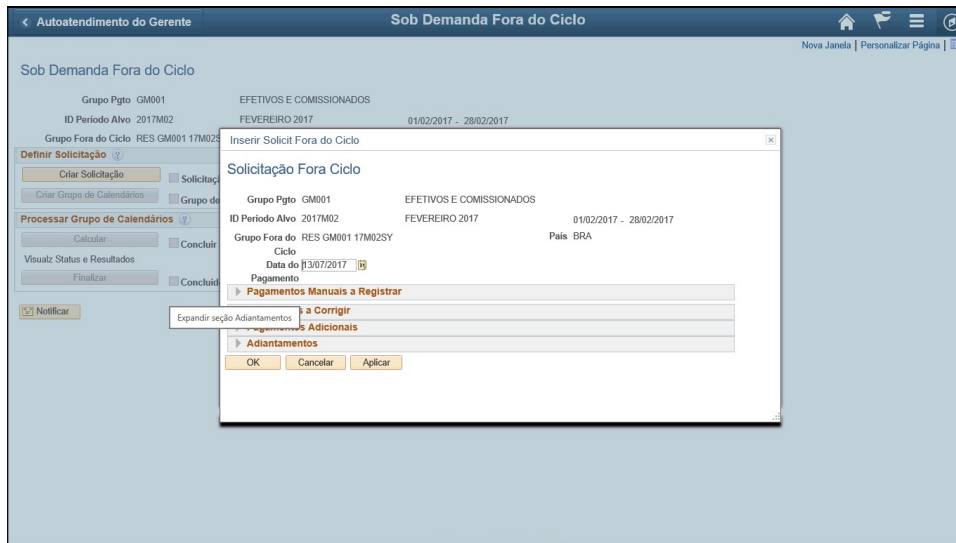 Autoatendimento do Gerente
Sob Demanda Fora do Ciclo
Nova Janela | Personalizar Página |
Sob Demanda Fora do Ciclo
Grupo Pgto GM001 EFETIVOS E COMISSIONADOS
ID Período Alvo 2017M02 FEVEREIRO 2017 01/02/2017 - 28/02/2017
Grupo Fora do Ciclo RES GM001 17M02S
Definir Solicitação
Criar Solicitação
Criar Grupo de Calendários Grupo de
Processar Grupo de Calendários
Calcular Concluir
Visualz Status e Resultados
Finalizar
Notificar
Inserir Solicit Fora do Ciclo
Solicitação Fora Ciclo
Grupo Pgto GM001 EFETIVOS E COMISSIONADOS
ID Período Alvo 2017M02 FEVEREIRO 2017 01/02/2017 - 28/02/2017
Grupo Fora do RES GM001 17M02SY País BRA
Ciclo
Data do 13/07/2017
Pagamento
Pagamentos Manuais a Registrar
a Corrigir
Pagamentos Adicionais
Adiantamentos
Expandir seção Adiantamentos
OK Cancelar Aplicar